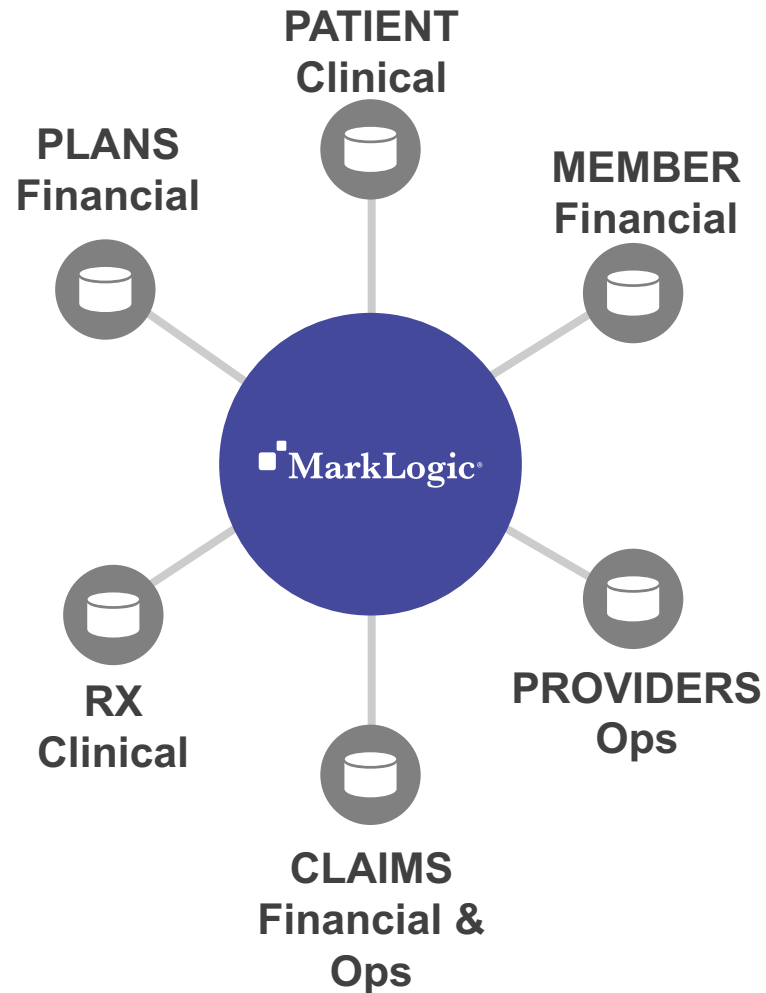 PATIENT
Clinical
PLANS
Financial
MEMBER
Financial
MarkLogic®
RX
Clinical
PROVIDERS
Ops
CLAIMS
Financial &
Ops